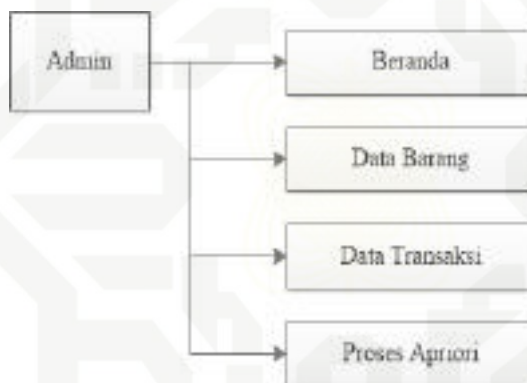 Admin
Beranda
Data Barang
Data Transaksi
Proses Apriori